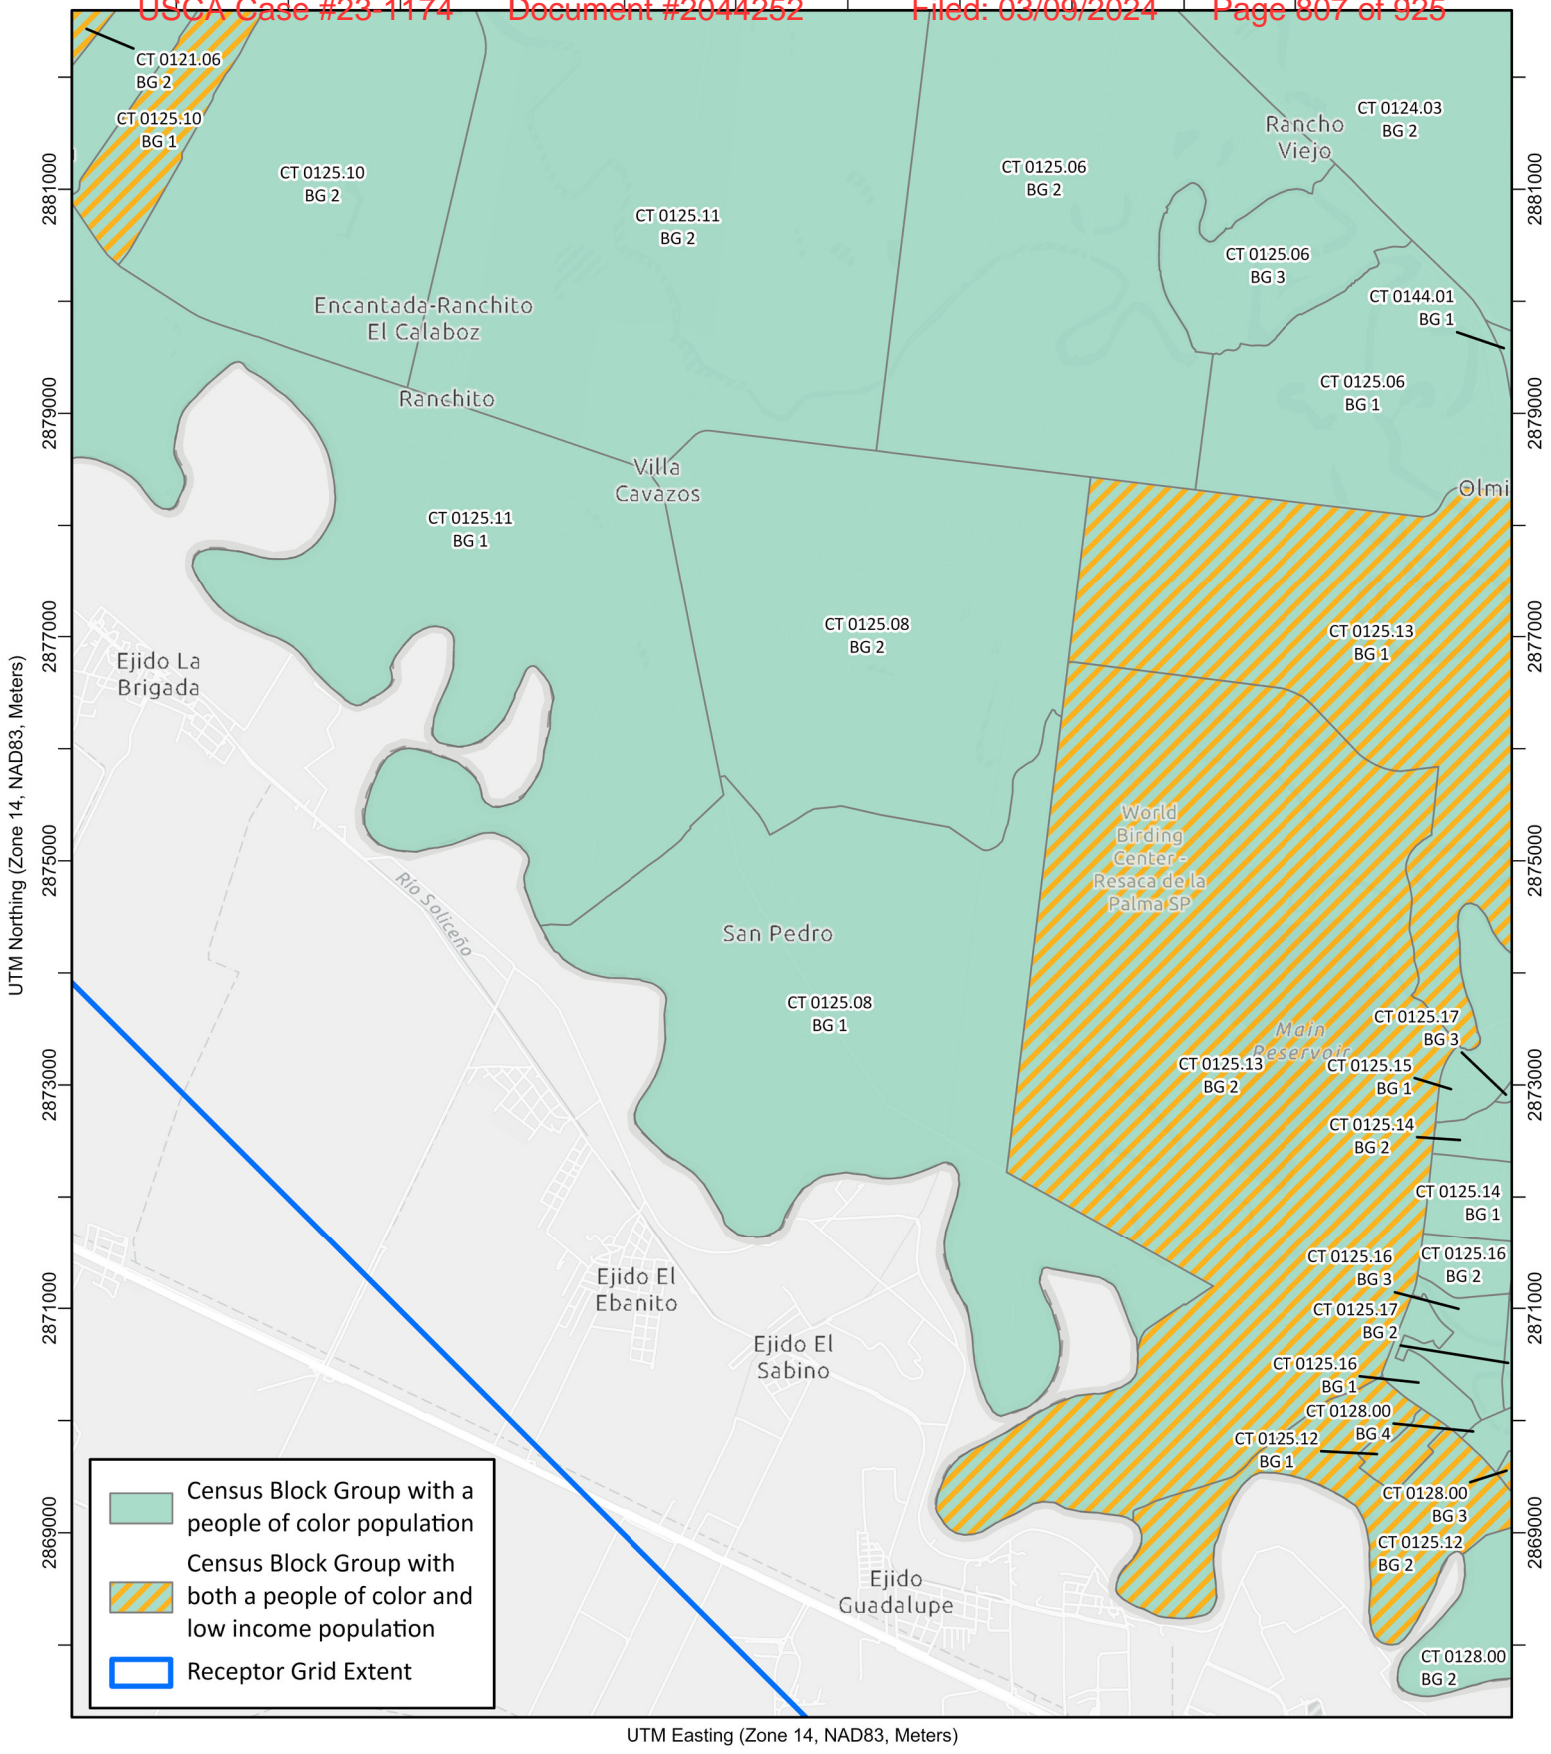 USCA Case #23-1174 Document #2044252 Filed: 03/09/2024 Page 807 of 925
CT 0121.06
BG 2
CT 0125.10
BG 1
CT 0125.10
BG 2
CT 0125.11
BG 2
CT 0125.06
BG 2
Rancho
Viejo
CT 0124.03
BG 2
CT 0125.06
BG 3
CT 0144.01
BG 1
CT 0125.06
BG 1
Encantada-Ranchito
El Calaboz
Ranchito
Villa
Cavazos
Olmi
CT 0125.11
BG 1
CT 0125.08
BG 2
CT 0125.13
BG 1
Ejido La
Brigada
World
Birding
Center -
Resaca de la
Palma SP
Río Soliceño
San Pedro
CT 0125.08
BG 1
Main
Reservoir
CT 0125.13
BG 2
CT 0125.17
BG 3
CT 0125.15
BG 1
CT 0125.14
BG 2
CT 0125.14
BG 1
CT 0125.16
BG 3
CT 0125.16
BG 2
CT 0125.17
BG 2
CT 0125.16
BG 1
CT 0128.00
BG 4
CT 0125.12
BG 1
CT 0128.00
BG 3
CT 0125.12
BG 2
CT 0128.00
BG 2
Ejido El
Ebanito
Ejido El
Sabino
Ejido
Guadalupe
Census Block Group with a
people of color population
Census Block Group with
both a people of color and
low income population
Receptor Grid Extent
UTM Northing (Zone 14, NAD83, Meters)
2881000
2879000
2877000
2875000
2873000
2871000
2869000
2881000
2879000
2877000
2875000
2873000
2871000
2869000
UTM Easting (Zone 14, NAD83, Meters)